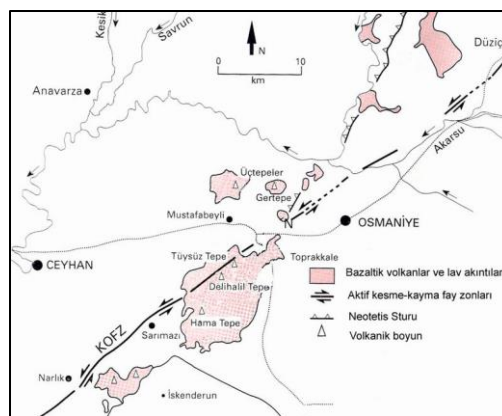 Kesik
Savrun
Düziç
N
0
10
km
Anavarza
Akarsu
Üçtepeler
Gertepe
Mustafabeyli
N
OSMANİYE
CEYHAN
Tüysüz Tepe
Toprakkale
Delihalil Tepe
Hama Tepe
KOFZ
Sarımazı
Narlık
İskenderun
Bazaltik volkanlar ve lav akıntıları
Aktif kesme-kayma fay zonları
Neotetis Sturu
Volkanik boyun